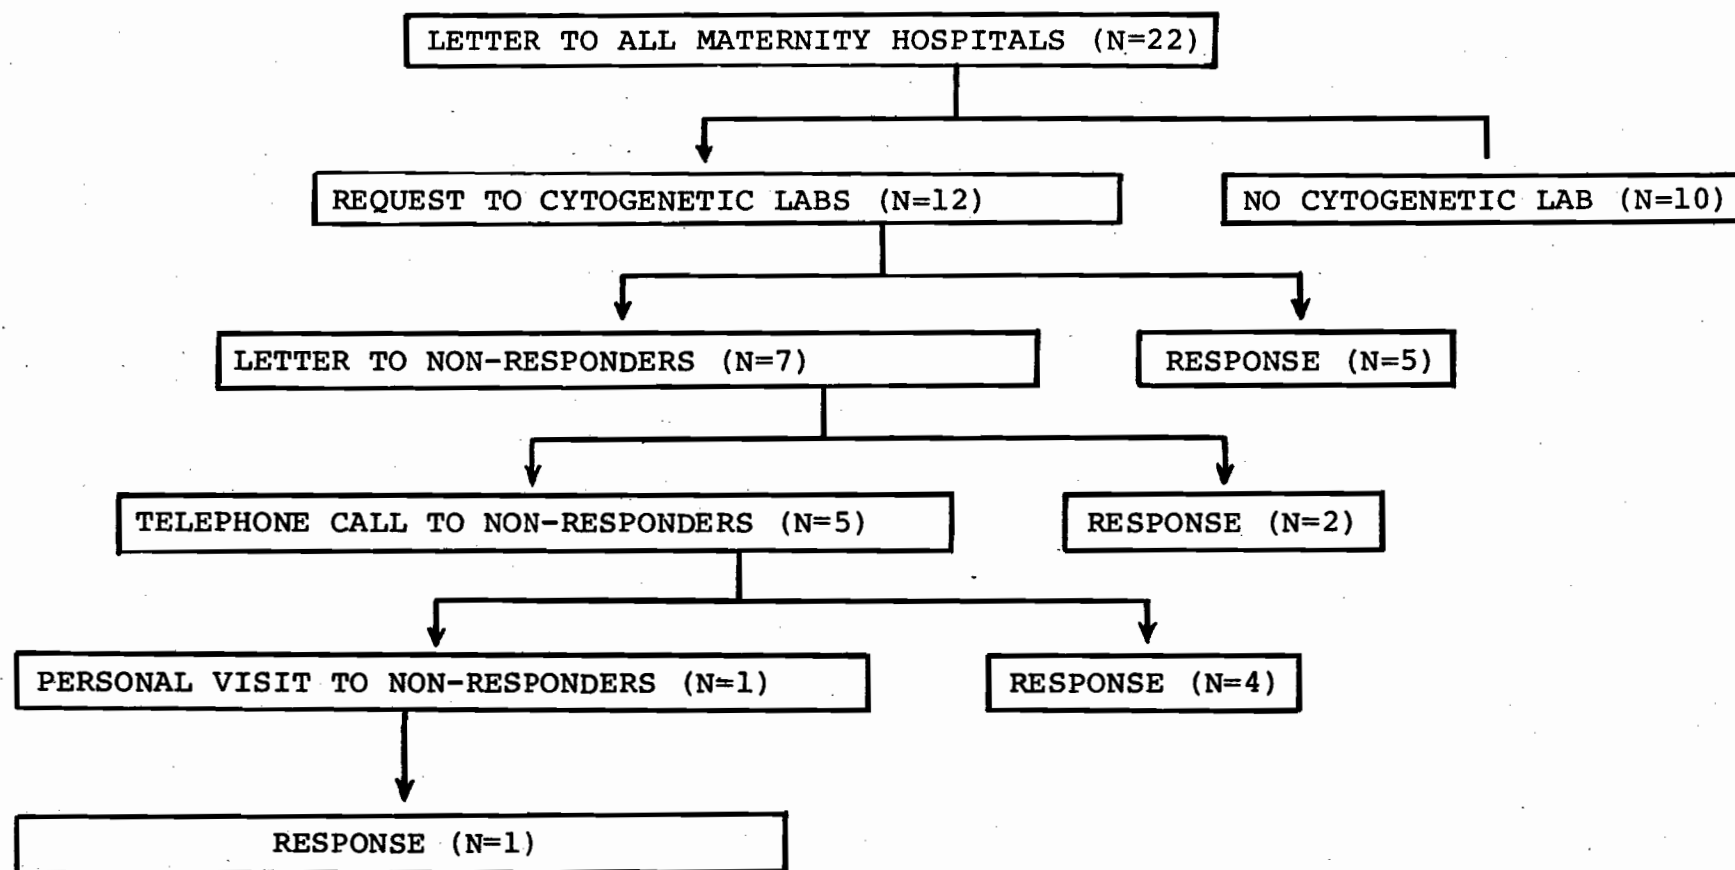 LETTER TO ALL MATERNITY HOSPITALS (N=22)
REQUEST TO CYTOGENETIC LABS (N=12)
NO CYTOGENETIC LAB (N=10)
LETTER TO NON-RESPONDERS (N=7)
RESPONSE (N=5)
TELEPHONE CALL TO NON-RESPONDERS (N=5)
RESPONSE (N=2)
PERSONAL VISIT TO NON-RESPONDERS (N=1)
RESPONSE (N=4)
RESPONSE (N=1)